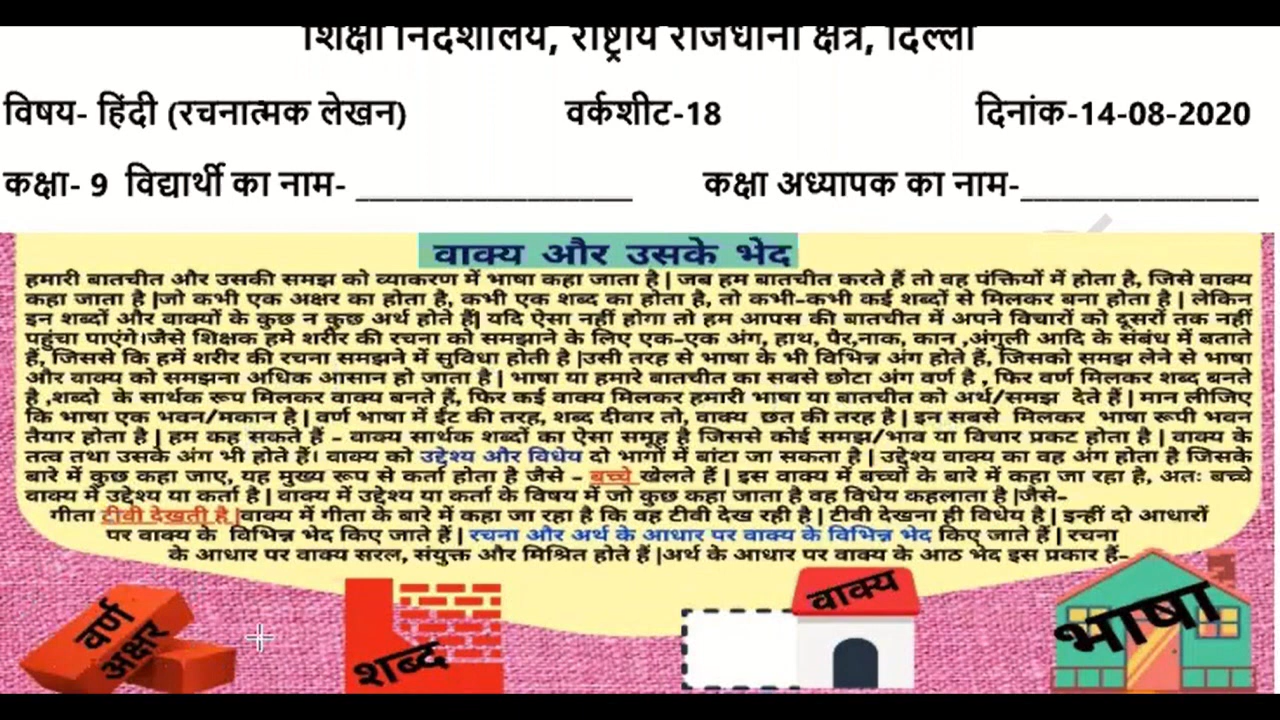 शिक्षा निदेशालय, राष्ट्रीय राजधानी क्षेत्र, दिल्ली
विषय- हिंदी (रचनात्मक लेखन) वर्कशीट-18 दिनांक-14-08-2020
कक्षा- 9 विद्यार्थी का नाम- ____________________ कक्षा अध्यापक का नाम-________________
वाक्य और उसके भेद
हमारी बातचीत और उसकी समझ को व्याकरण में भाषा कहा जाता है | जब हम बातचीत करते हैं तो वह पंक्तियों में होता है, जिसे वाक्य
कहा जाता है |जो कभी एक अक्षर का होता है, कभी एक शब्द का होता है, तो कभी-कभी कई शब्दों से मिलकर बना होता है | लेकिन
इन शब्दों और वाक्यों के कुछ न कुछ अर्थ होते हैं| यदि ऐसा नहीं होगा तो हम आपस की बातचीत में अपने विचारों को दूसरों तक नहीं
पहुंचा पाएंगे।जैसे शिक्षक हमे शरीर की रचना को समझाने के लिए एक-एक अंग, हाथ, पैर,नाक, कान ,अंगुली आदि के संबंध में बताते
हैं, जिससे कि हमें शरीर की रचना समझने में सुविधा होती है |उसी तरह से भाषा के भी विभिन्न अंग होते हैं, जिसको समझ लेने से भाषा
और वाक्य को समझना अधिक आसान हो जाता है | भाषा या हमारे बातचीत का सबसे छोटा अंग वर्ण है , फिर वर्ण मिलकर शब्द बनते
है ,शब्दो के सार्थक रूप मिलकर वाक्य बनते हैं, फिर कई वाक्य मिलकर हमारी भाषा या बातचीत को अर्थ/समझ देते हैं | मान लीजिए
कि भाषा एक भवन/मकान है | वर्ण भाषा में ईंट की तरह, शब्द दीवार तो, वाक्य छत की तरह है | इन सबसे मिलकर भाषा रूपी भवन
तैयार होता है | हम कह सकते हैं - वाक्य सार्थक शब्दों का ऐसा समूह है जिससे कोई समझ/भाव या विचार प्रकट होता है | वाक्य के
तत्व तथा उसके अंग भी होते हैं। वाक्य को उद्देश्य और विधेय दो भागों में बांटा जा सकता है | उद्देश्य वाक्य का वह अंग होता है जिसके
बारे में कुछ कहा जाए, यह मुख्य रूप से कर्ता होता है जैसे - बच्चे खेलते हैं | इस वाक्य में बच्चों के बारे में कहा जा रहा है, अतः बच्चे
वाक्य में उद्देश्य या कर्ता है | वाक्य में उद्देश्य या कर्ता के विषय में जो कुछ कहा जाता है वह विधेय कहलाता है |जैसे-
गीता टीवी देखती है |वाक्य में गीता के बारे में कहा जा रहा है कि वह टीवी देख रही है | टीवी देखना ही विधेय है | इन्हीं दो आधारों
पर वाक्य के विभिन्न भेद किए जाते हैं | रचना और अर्थ के आधार पर वाक्य के विभिन्न भेद किए जाते हैं | रचना
के आधार पर वाक्य सरल, संयुक्त और मिश्रित होते हैं |अर्थ के आधार पर वाक्य के आठ भेद इस प्रकार हैं-
वर्ण
अक्षर
शब्द
वाक्य
भाषा